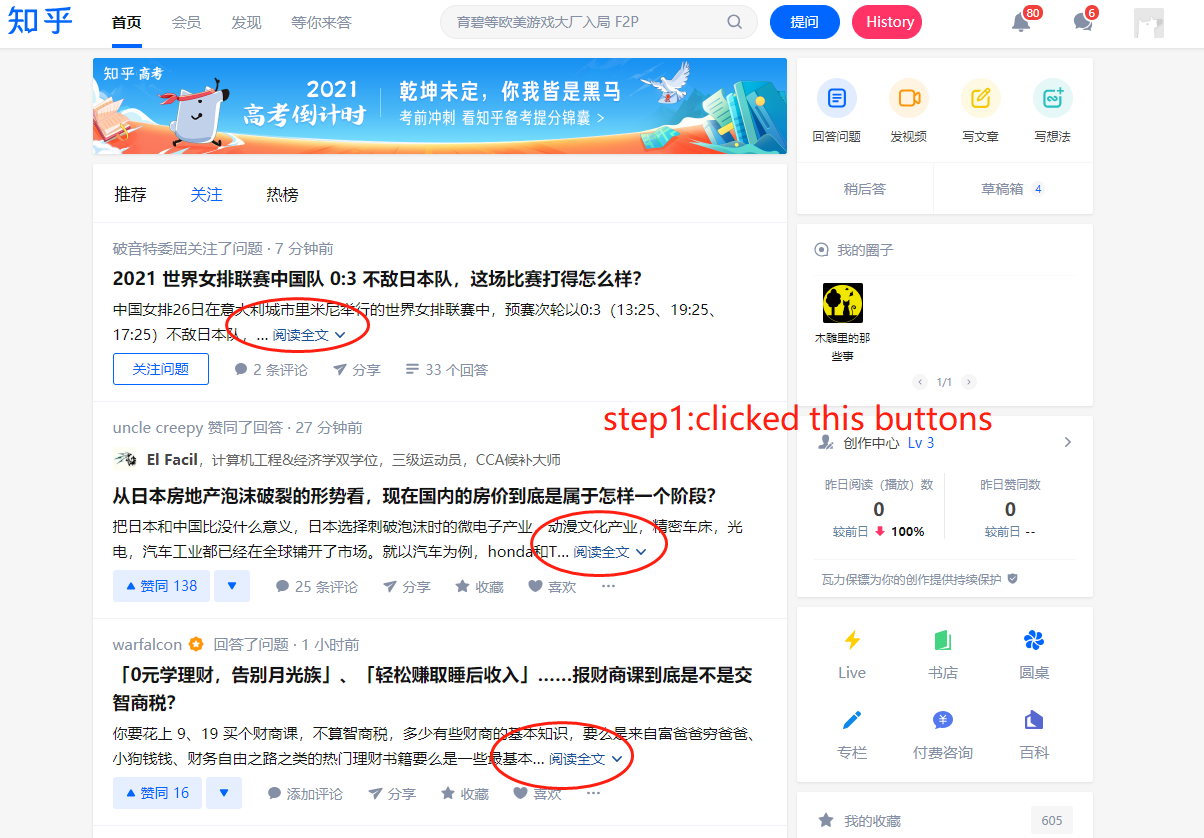 知乎 首页 会员 发现 等你来答 育碧等欧美游戏大厂入局 F2P 提问 History 80 6
知乎 高考
2021
高考倒计时
乾坤未定，你我皆是黑马
考前冲刺 看知乎备考提分锦囊 >
推荐 关注 热榜
破音特委屈关注了问题 · 7 分钟前
2021 世界女排联赛中国队 0:3 不敌日本队，这场比赛打得怎么样？
中国女排26日在意大利城市里米尼举行的世界女排联赛中，预赛次轮以0:3（13:25、19:25、
17:25）不敌日本队，... 阅读全文
关注问题 2 条评论 分享 33 个回答
step1:clicked this buttons
uncle creepy 赞同了回答 · 27 分钟前
El Facil，计算机工程&经济学双学位，三级运动员，CCA候补大师
从日本房地产泡沫破裂的形势看，现在国内的房价到底是属于怎样一个阶段？
把日本和中国比没什么意义，日本选择刺破泡沫时的微电子产业，动漫文化产业，精密车床，光
电，汽车工业都已经在全球铺开了市场。就以汽车为例，honda和T... 阅读全文
赞同 138 25 条评论 分享 收藏 喜欢 ···
warfalcon 回答了问题 · 1 小时前
「0元学理财，告别月光族」、「轻松赚取睡后收入」……报财商课到底是不是交
智商税？
你要花上 9、19 买个财商课，不算智商税，多少有些财商的基本知识，要么是来自富爸爸穷爸爸、
小狗钱钱、财务自由之路之类的热门理财书籍要么是一些最基本... 阅读全文
赞同 16 添加评论 分享 收藏 喜欢 ···
回答问题 发视频 写文章 写想法
稍后答 草稿箱 4
我的圈子
木雕里的那
些事
1/1
创作中心 Lv 3
昨日阅读（播放）数 昨日赞同数
0 0
较前日 100% 较前日 --
瓦力保镖为你的创作提供持续保护
Live 书店 圆桌
专栏 付费咨询 百科
我的收藏 605